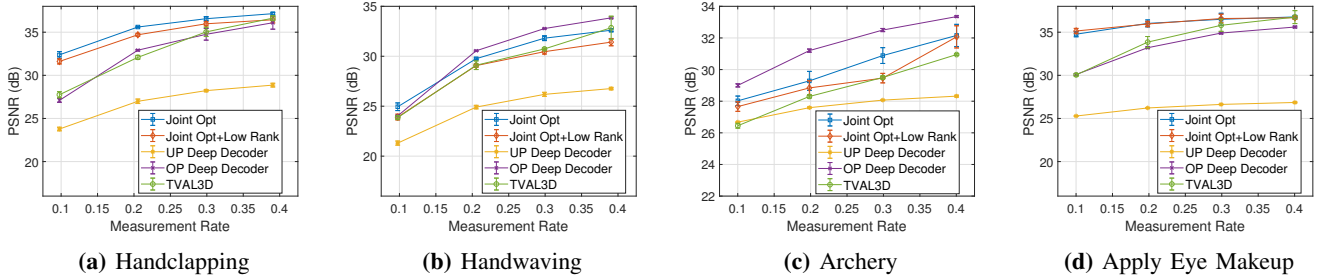 PSNR (dB)
35
30
25
20
0.1 0.15 0.2 0.25 0.3 0.35 0.4
Measurement Rate
Joint Opt
Joint Opt+Low Rank
UP Deep Decoder
OP Deep Decoder
TVAL3D
(a) Handclapping
PSNR (dB)
35
30
25
20
0.1 0.15 0.2 0.25 0.3 0.35 0.4
Measurement Rate
Joint Opt
Joint Opt+Low Rank
UP Deep Decoder
OP Deep Decoder
TVAL3D
(b) Handwaving
PSNR (dB)
34
32
30
28
26
24
22
0.1 0.15 0.2 0.25 0.3 0.35 0.4
Measurement Rate
Joint Opt
Joint Opt+Low Rank
UP Deep Decoder
OP Deep Decoder
TVAL3D
(c) Archery
PSNR (dB)
40
35
30
25
20
0.1 0.15 0.2 0.25 0.3 0.35 0.4
Measurement Rate
Joint Opt
Joint Opt+Low Rank
UP Deep Decoder
OP Deep Decoder
TVAL3D
(d) Apply Eye Makeup